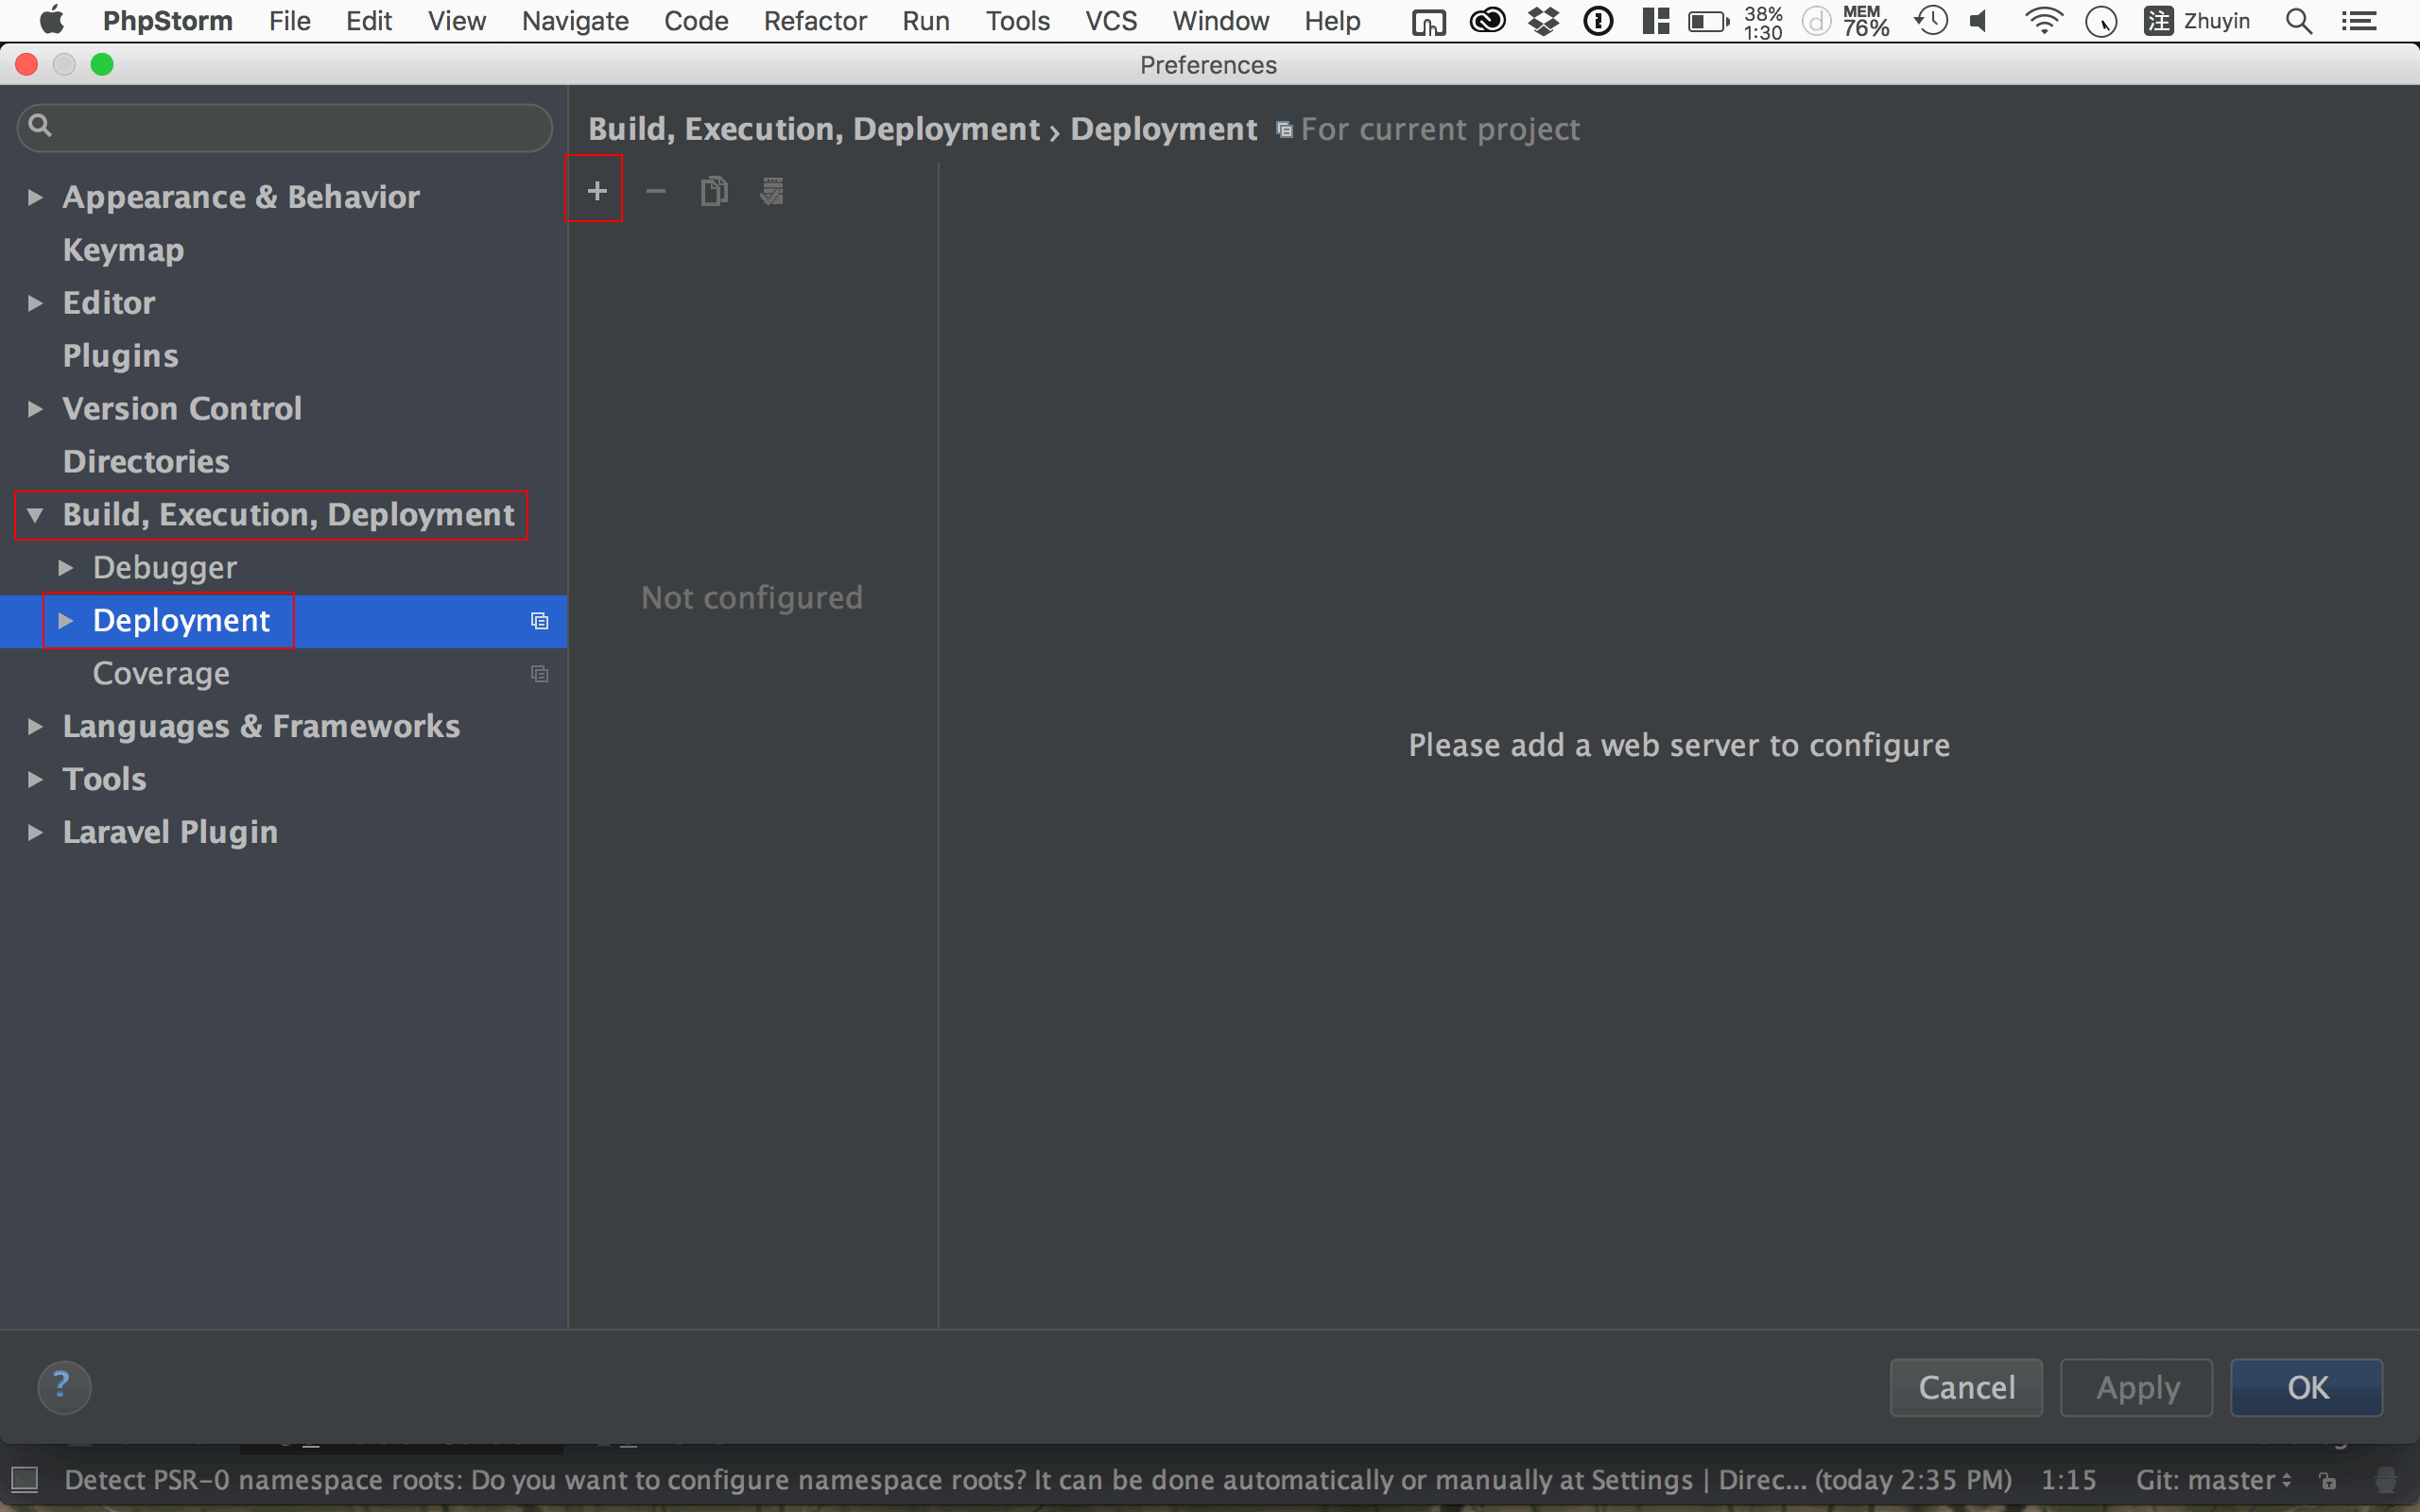 PhpStorm File Edit View Navigate Code Refactor Run Tools VCS Window Help 38% 1:30 d MEM 76% 注 Zhuyin
Preferences
Build, Execution, Deployment › Deployment For current project
Appearance & Behavior
Keymap
Editor
Plugins
Version Control
Directories
Build, Execution, Deployment
Debugger
Deployment
Coverage
Languages & Frameworks
Tools
Laravel Plugin
Not configured
Please add a web server to configure
?
Cancel Apply OK
Detect PSR-0 namespace roots: Do you want to configure namespace roots? It can be done automatically or manually at Settings | Direc... (today 2:35 PM) 1:15 Git: master